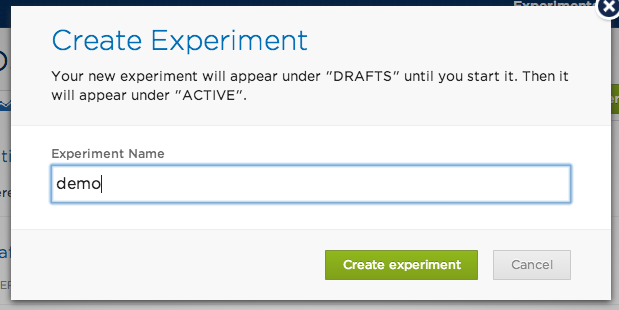 Create Experiment
Your new experiment will appear under "DRAFTS" until you start it. Then it
will appear under "ACTIVE".
Experiment Name
demo
Create experiment
Cancel